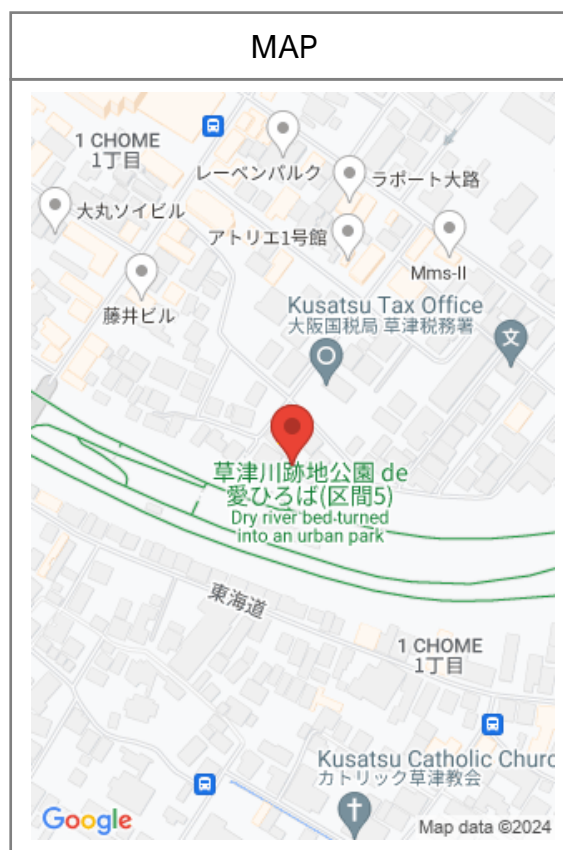 MAP
1 CHOME
1丁目
レーベンパルク
ラポート大路
大丸ソイビル
アトリエ1号館
Mms-II
藤井ビル
Kusatsu Tax Office
大阪国税局 草津税務署
文
草津川跡地公園 de
愛ひろば(区間5)
Dry river bed-turned
into an urban park
東海道
1 CHOME
1丁目
Kusatsu Catholic Churc
カトリック草津教会
Google
Map data ©2024